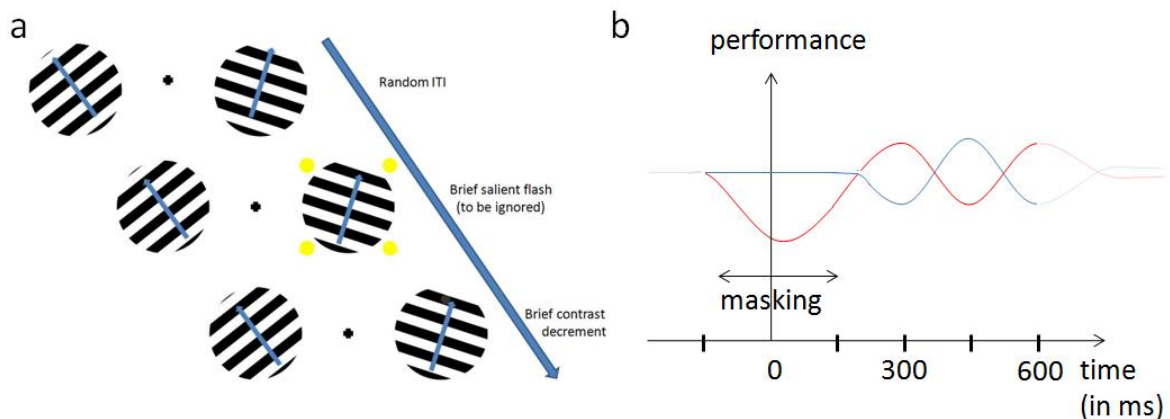 a
Random ITI
Brief salient flash
(to be ignored)
Brief contrast
decrement
b
performance
masking
0 300 600 time
(in ms)